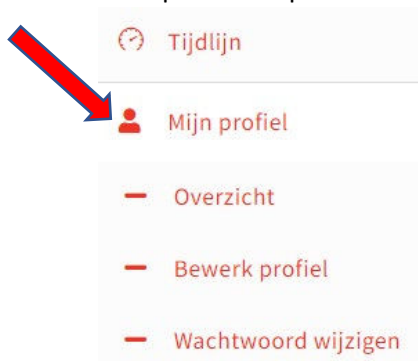 Tijdlijn
Mijn profiel
Overzicht
Bewerk profiel
Wachtwoord wijzigen